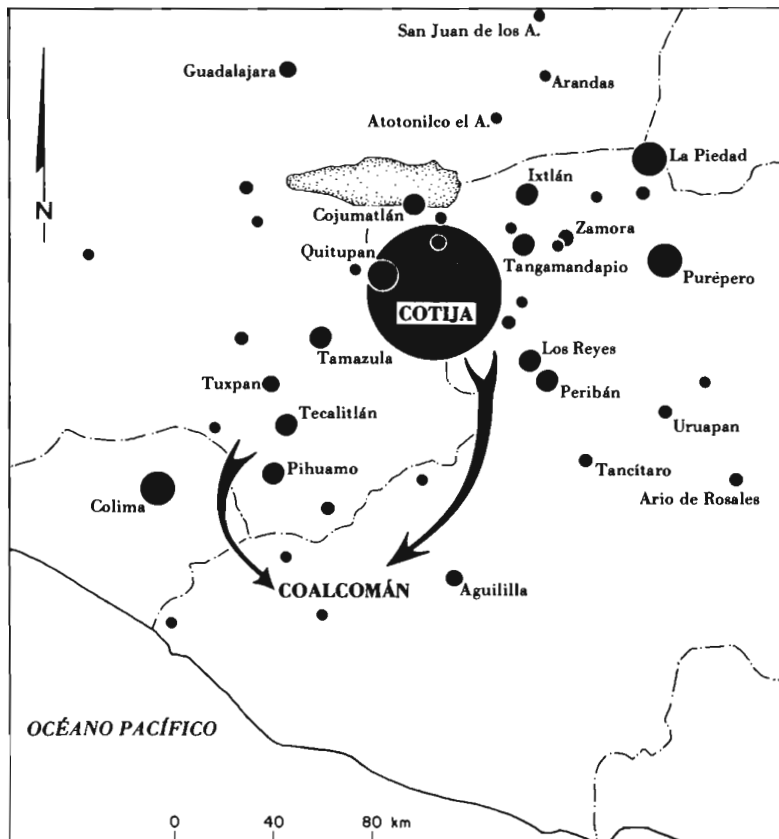 San Juan de los A.
Guadalajara
Arandas
Atotonilco el A.
La Piedad
Ixtlán
N
Cojumatlán
Zamora
Quitupan
Tangamandapio
Purépero
COTIJA
Los Reyes
Tamazula
Peribán
Tuxpan
Tecalitlán
Uruapan
Pihuamo
Tancítaro
Colima
Ario de Rosales
COALCOMÁN
Aguililla
OCÉANO PACÍFICO
0 40 80 km